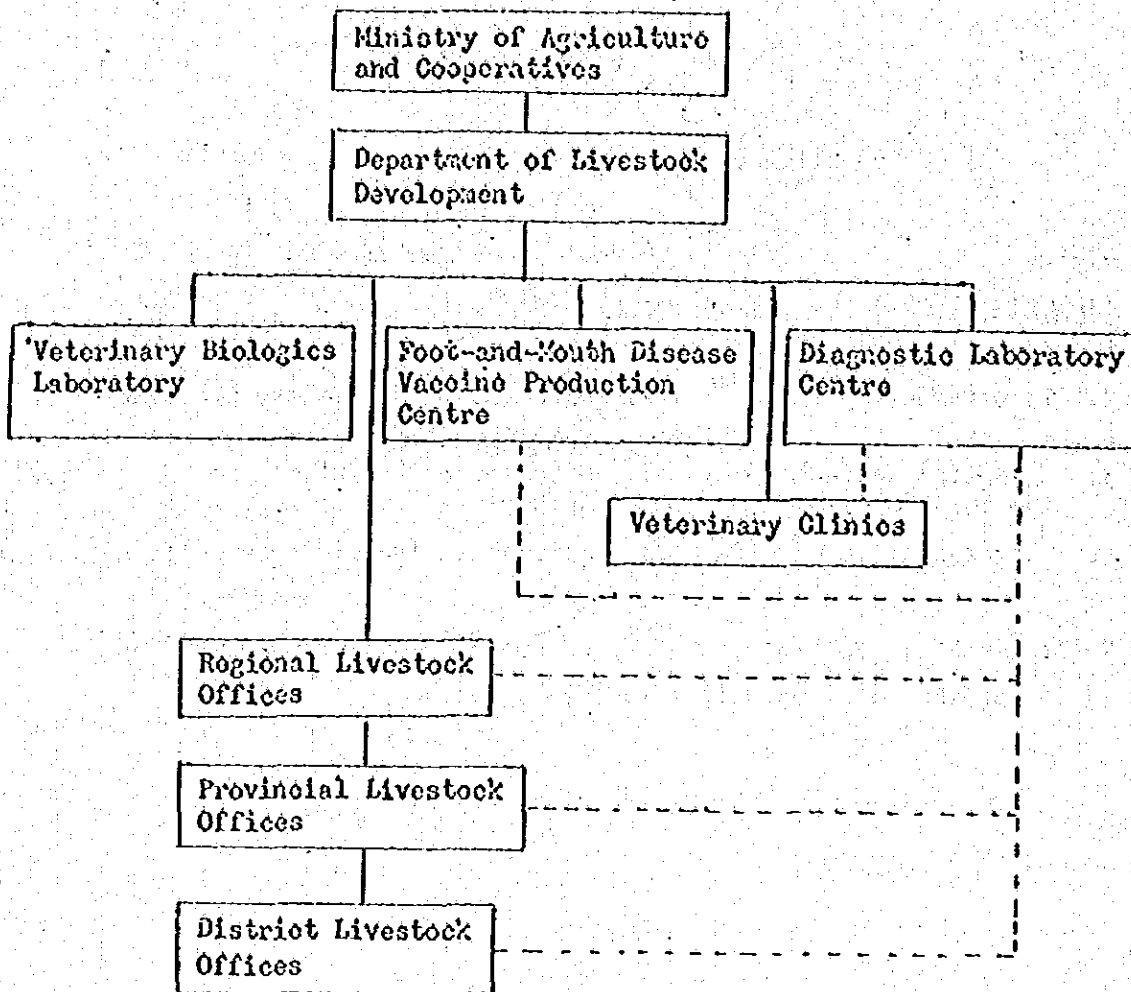 Ministry of Agriculture
and Cooperatives
Department of Livestock
Development
Veterinary Biologics
Laboratory
Foot-and-Mouth Disease
Vaccine Production
Centre
Diagnostic Laboratory
Centre
Veterinary Clinics
Regional Livestock
Offices
Provincial Livestock
Offices
District Livestock
Offices